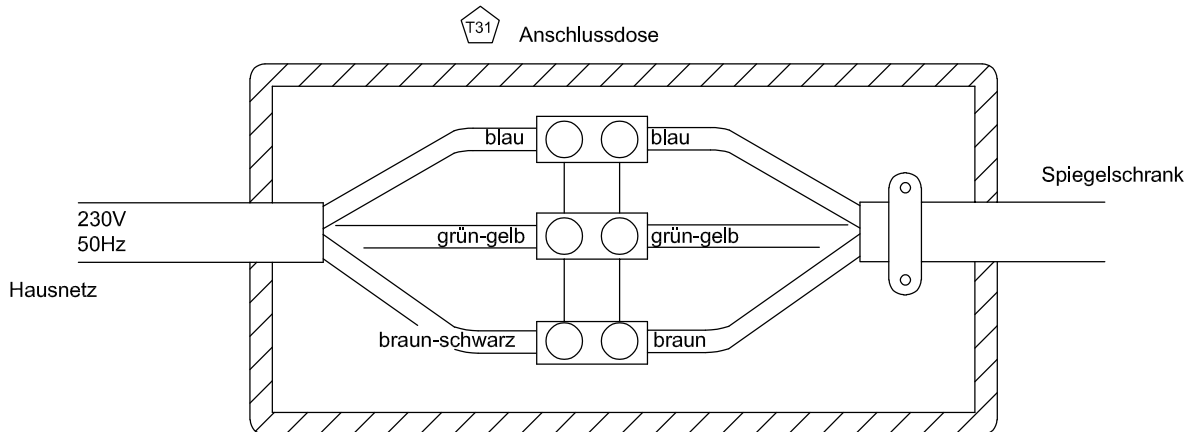 T31
Anschlussdose
blau
blau
Spiegelschrank
230V
50Hz
grün-gelb
grün-gelb
Hausnetz
braun-schwarz
braun